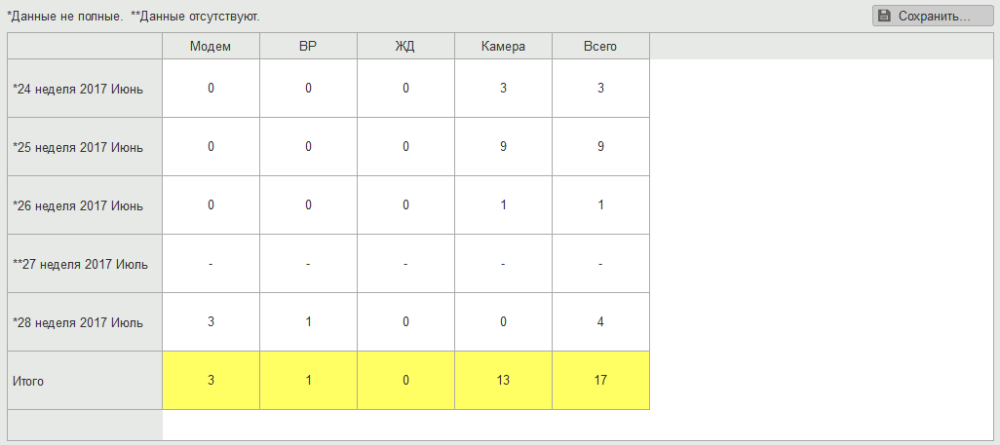 *Данные не полные. **Данные отсутствуют.
Сохранить...
Модем ВР ЖД Камера Всего
*24 неделя 2017 Июнь 0 0 0 3 3
*25 неделя 2017 Июнь 0 0 0 9 9
*26 неделя 2017 Июнь 0 0 0 1 1
**27 неделя 2017 Июль - - - - -
*28 неделя 2017 Июль 3 1 0 0 4
Итого 3 1 0 13 17